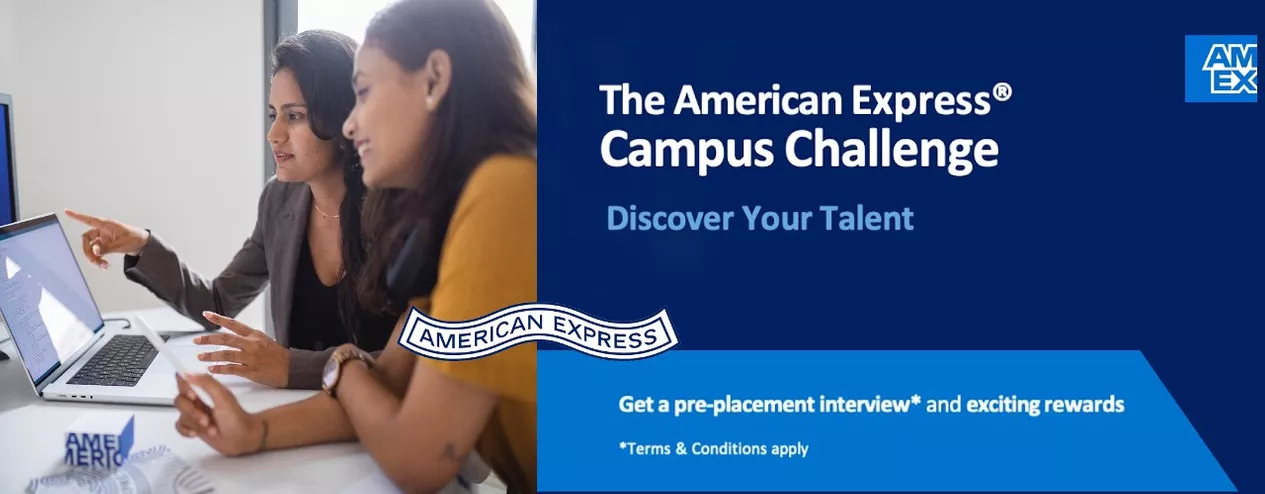 The American Express®
Campus Challenge
Discover Your Talent
AM
EX
AMERICAN EXPRESS
Get a pre-placement interview* and exciting rewards
*Terms & Conditions apply